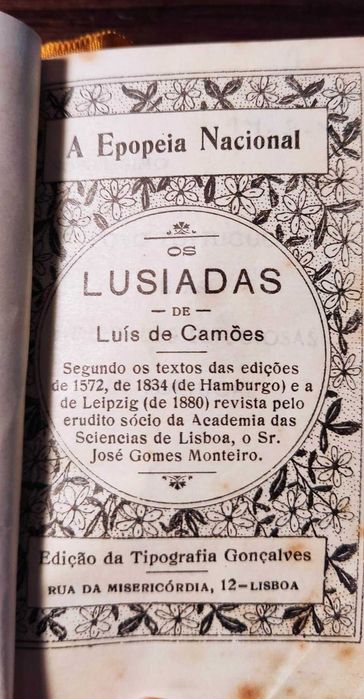 A Epopeia Nacional
OS
LUSIADAS
— DE —
Luís de Camões
Segundo os textos das edições
de 1572, de 1834 (de Hamburgo) e a
de Leipzig (de 1880) revista pelo
erudito sócio da Academia das
Sciencias de Lisboa, o Sr.
José Gomes Monteiro.
Edição da Tipografia Gonçalves
RUA DA MISERICÓRDIA, 12—LISBOA